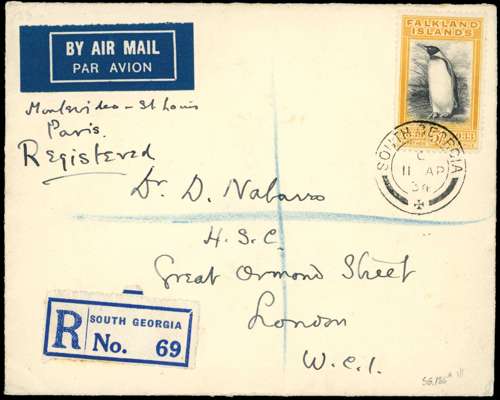 BY AIR MAIL
PAR AVION
FALKLAND
ISLANDS
Montevideo - St Louis
Paris.
Registered
SOUTH GEORGIA
C
11 AP
34
Dr. D. Nabarro
H. S. C.
Great Ormond Street
London
W.C.1.
R
SOUTH GEORGIA
No. 69